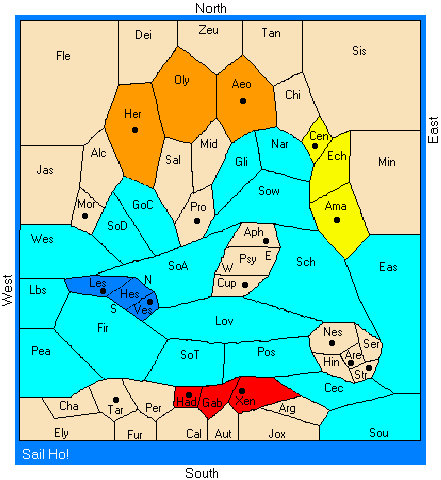 North
Dei Zeu Tan
Fle Sis
Oly
Aeo
Chi
Her
Cen
Mid Nar
Alc Ech
Jas Sal Gli Min
Sow
Mor GoC Pro Ama
SoD
Wes Aph
E
Psy
SoA W Sch Eas
N
Les Cup
Lbs Hes
S Ves
Fir Lov
Nes
Ser
Pea SoT Pos Are
Hin
Str
Cec
Had Gab Xen
Cha Tar Per Arg
Ely Fur Cal Aut Jox Sou
Sail Ho!
South
West
East